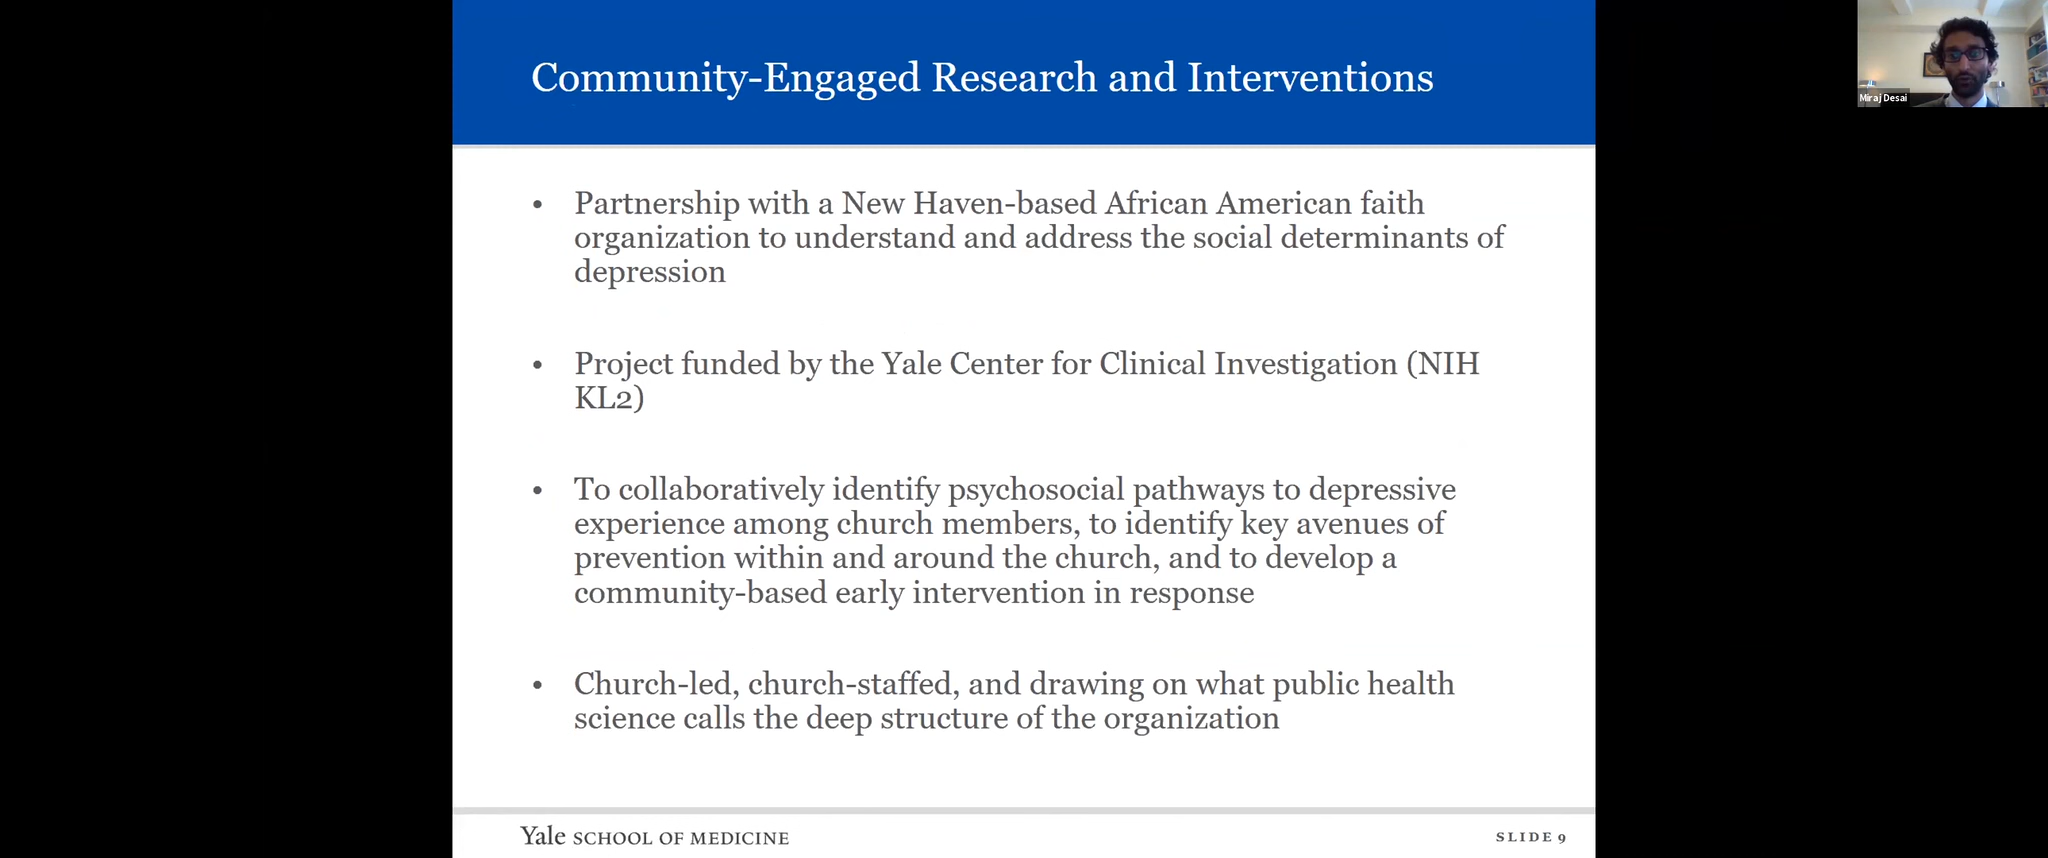 Community-Engaged Research and Interventions
Miraj Desai
• Partnership with a New Haven-based African American faith
organization to understand and address the social determinants of
depression
• Project funded by the Yale Center for Clinical Investigation (NIH
KL2)
• To collaboratively identify psychosocial pathways to depressive
experience among church members, to identify key avenues of
prevention within and around the church, and to develop a
community-based early intervention in response
• Church-led, church-staffed, and drawing on what public health
science calls the deep structure of the organization
Yale SCHOOL OF MEDICINE
SLIDE 9